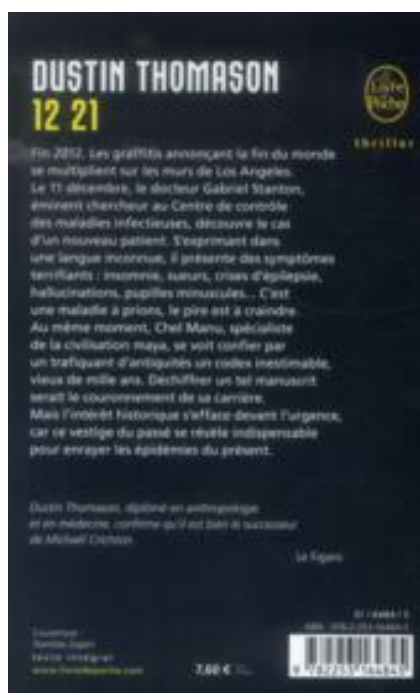 DUSTIN THOMASON
12 21
Le Livre
de Poche
thriller
Fin 2012. Les graffitis annonçant la fin du monde
se multiplient sur les murs de Los Angeles.
Le 11 décembre, le docteur Gabriel Stanton,
éminent chercheur au Centre de contrôle
des maladies infectieuses, découvre le cas
d'un nouveau patient. S'exprimant dans
une langue inconnue, il présente des symptômes
terrifiants : insomnie, sueurs, crises d'épilepsie,
hallucinations, pupilles minuscules... C'est
une maladie à prions, le pire est à craindre.
Au même moment, Chel Manu, spécialiste
de la civilisation maya, se voit confier par
un trafiquant d'antiquités un codex inestimable,
vieux de mille ans. Déchiffrer un tel manuscrit
serait le couronnement de sa carrière.
Mais l'intérêt historique s'efface devant l'urgence,
car ce vestige du passé se révèle indispensable
pour enrayer les épidémies du présent.
Dustin Thomason, diplômé en anthropologie
et en médecine, confirme qu'il est bien le successeur
de Michaël Crichton.
Le Figaro
Couverture :
texte intégral
www.livredepoche.com
7,60 €